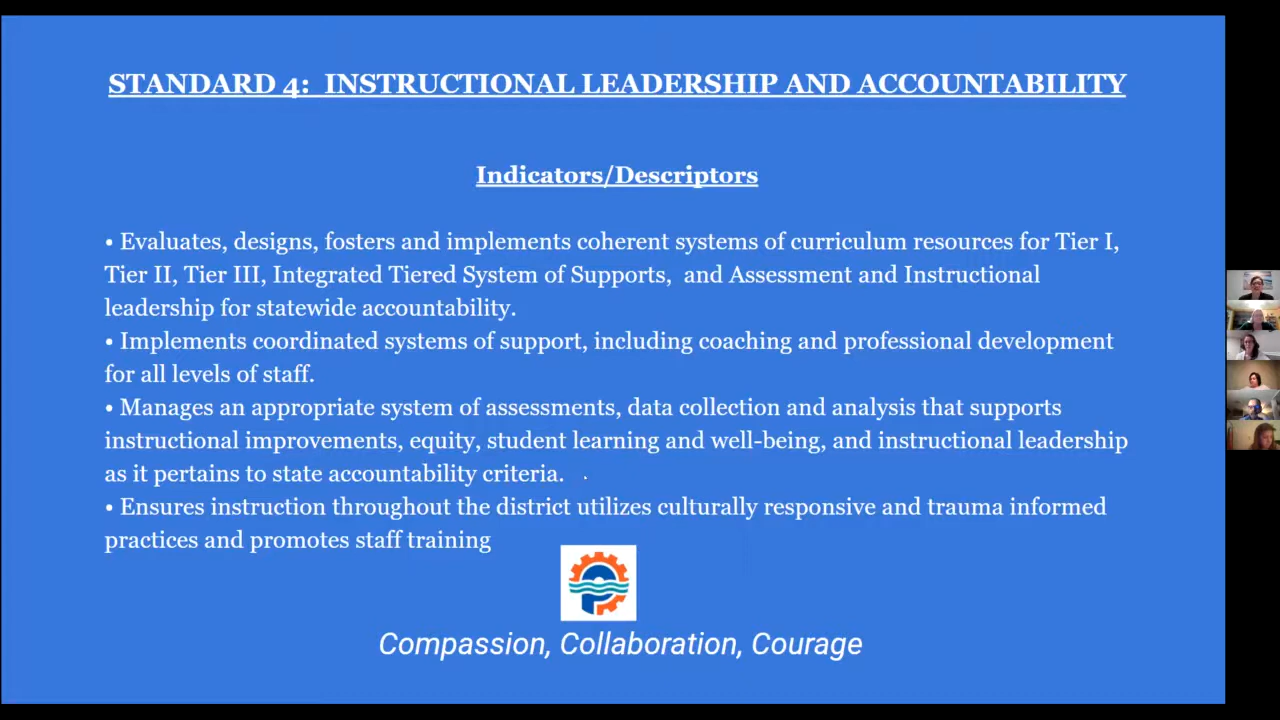 STANDARD 4:  INSTRUCTIONAL LEADERSHIP AND ACCOUNTABILITY
Indicators/Descriptors
• Evaluates, designs, fosters and implements coherent systems of curriculum resources for Tier I,
Tier II, Tier III, Integrated Tiered System of Supports,  and Assessment and Instructional
leadership for statewide accountability.
• Implements coordinated systems of support, including coaching and professional development
for all levels of staff.
• Manages an appropriate system of assessments, data collection and analysis that supports
instructional improvements, equity, student learning and well-being, and instructional leadership
as it pertains to state accountability criteria.
• Ensures instruction throughout the district utilizes culturally responsive and trauma informed
practices and promotes staff training
Compassion, Collaboration, Courage